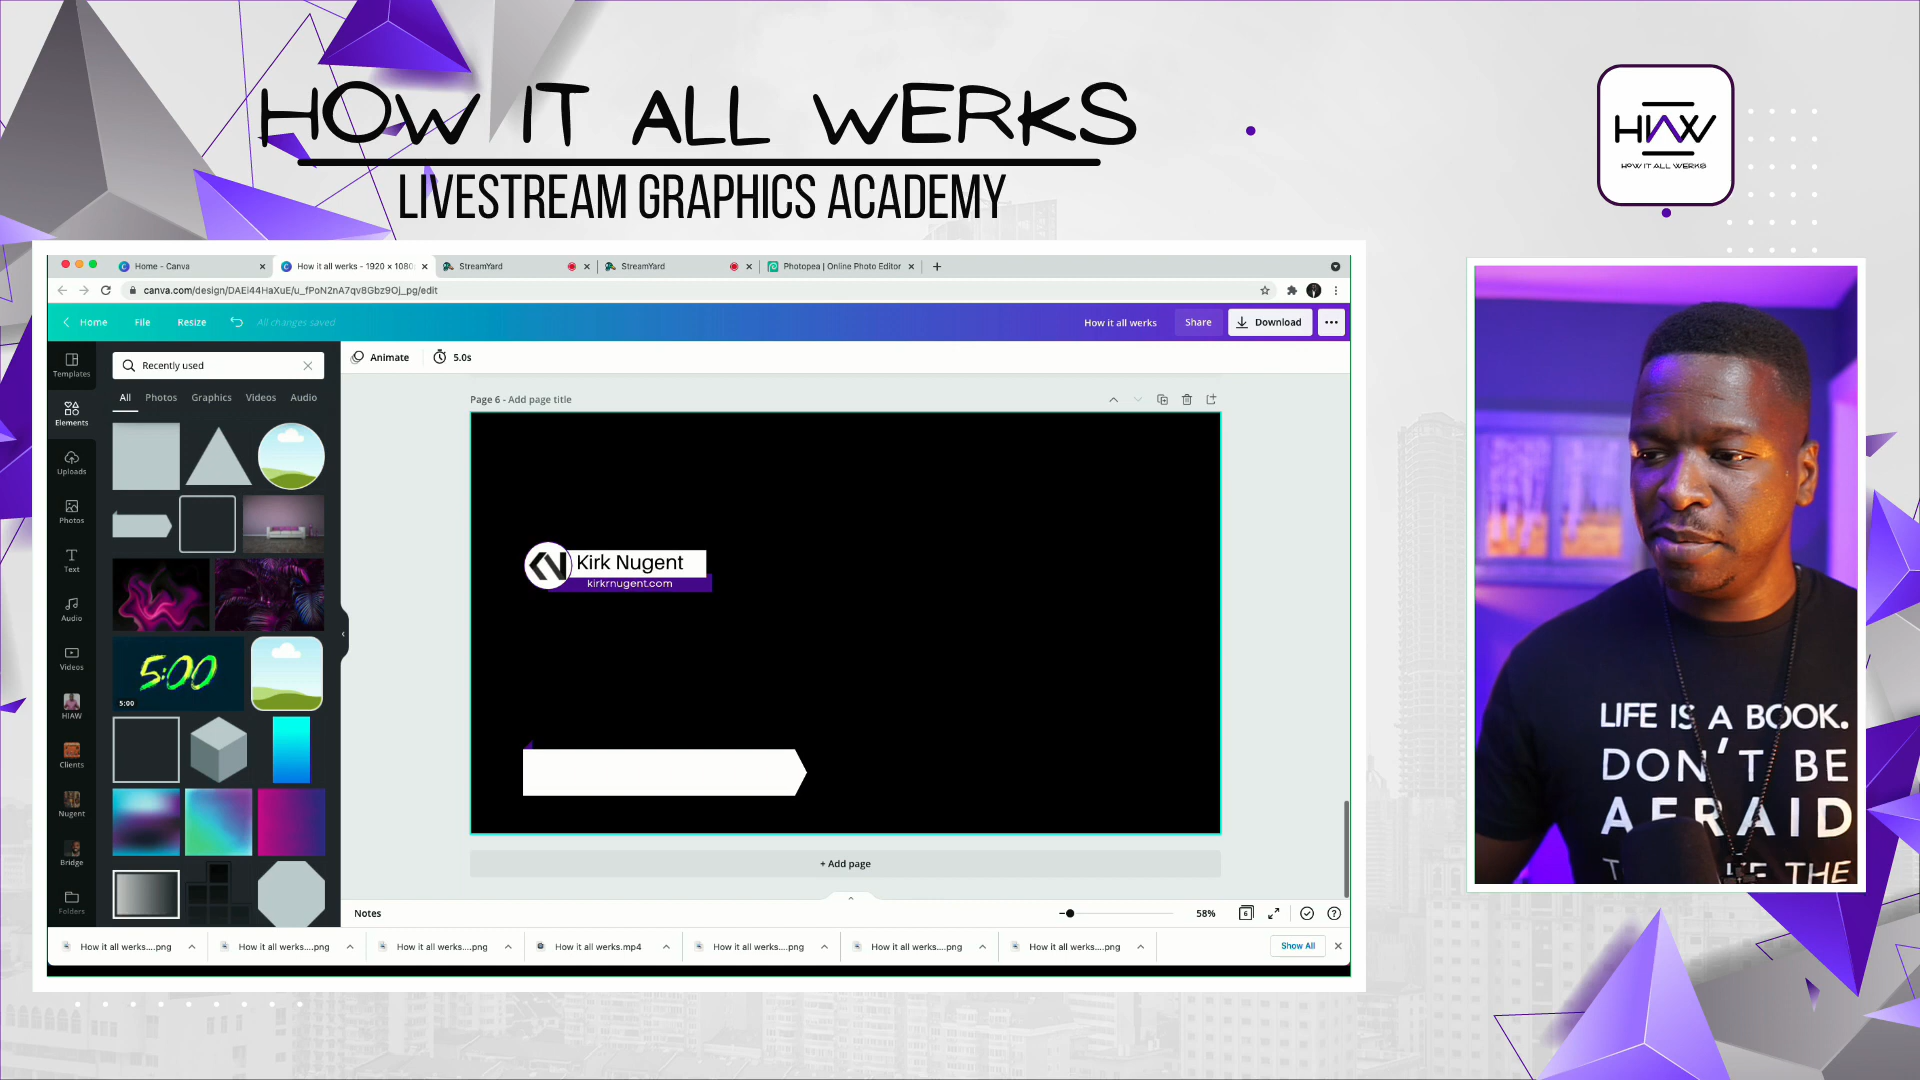 HOW IT ALL WERKS
LIVESTREAM GRAPHICS ACADEMY
HIAW
HOW IT ALL WERKS
Home - Canva
How it all werks - 1920 × 1080
StreamYard
StreamYard
Photopea | Online Photo Editor
canva.com/design/DAEi44HaXuE/u_fPoN2nA7qv8Gbz9Oj_pg/edit
Home
File
Resize
All changes saved
How it all werks
Share
Download
Templates
Elements
Uploads
Photos
Text
Audio
Videos
HIAW
Clients
Nugent
Bridge
Folders
Recently used
All
Photos
Graphics
Videos
Audio
5:00
5:00
Animate
5.0s
Page 6 - Add page title
KN
Kirk Nugent
kirkrnugent.com
+ Add page
Notes
58%
6
How it all werks....png
How it all werks....png
How it all werks....png
How it all werks.mp4
How it all werks....png
How it all werks....png
How it all werks....png
Show All
LIFE IS A BOOK.
DON'T BE
AFRAID
THE